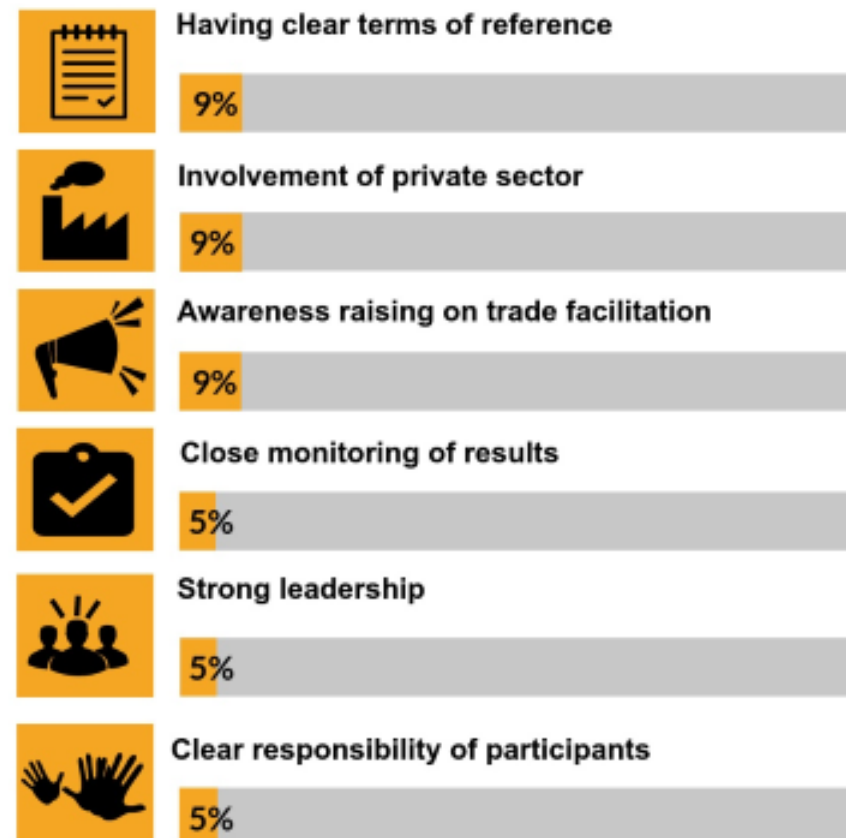 Having clear terms of reference
9%
Involvement of private sector
9%
Awareness raising on trade facilitation
9%
Close monitoring of results
5%
Strong leadership
5%
Clear responsibility of participants
5%